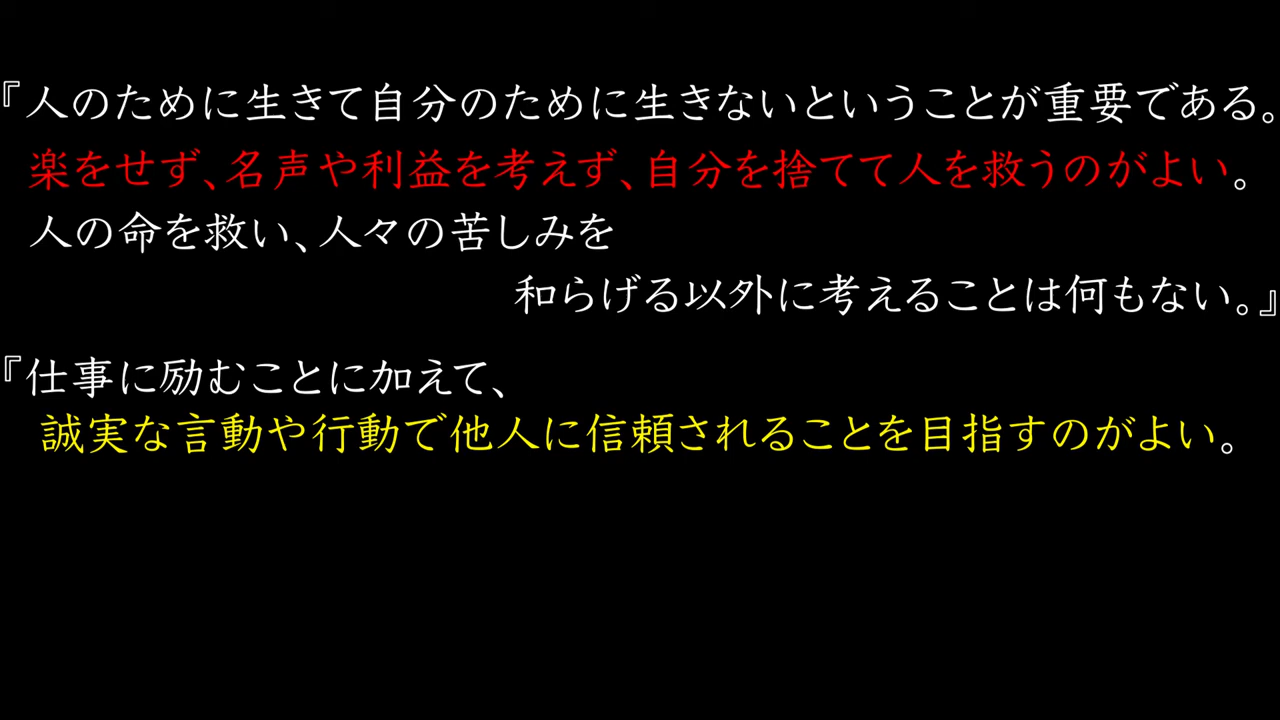 『人のために生きて自分のために生きないということが重要である。
楽をせず、名声や利益を考えず、自分を捨てて人を救うのがよい。
人の命を救い、人々の苦しみを
和らげる以外に考えることは何もない。』
『仕事に励むことに加えて、
誠実な言動や行動で他人に信頼されることを目指すのがよい。